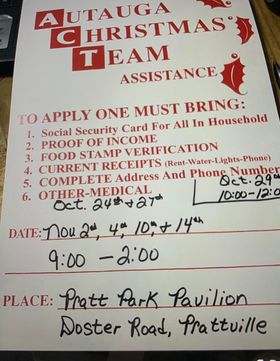 AUTAUGA
CHRISTMAS
TEAM
ASSISTANCE
TO APPLY ONE MUST BRING:
1. Social Security Card For All In Household
2. PROOF OF INCOME
3. FOOD STAMP VERIFICATION
4. CURRENT RECEIPTS (Rent-Water-Lights-Phone)
5. COMPLETE Address And Phone Number
6. OTHER-MEDICAL
Oct. 29th
10:00-12:0
Oct. 24th & 27th
DATE: Nov 2nd, 4th, 10th, & 14th
9:00 - 2:00
PLACE: Pratt Park Pavilion
Doster Road, Prattville